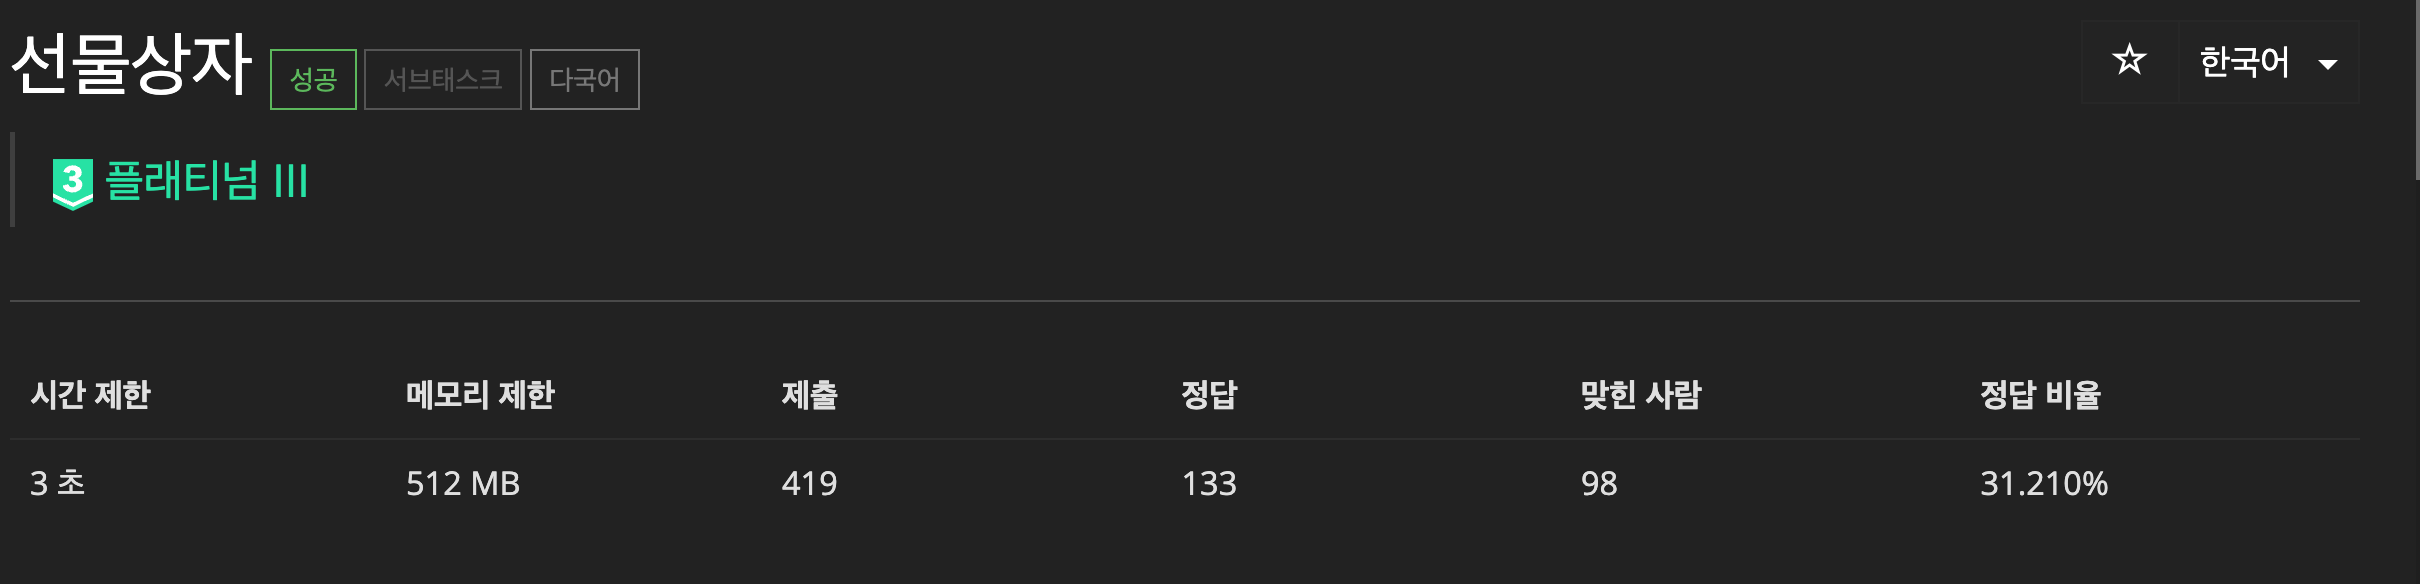 선물상자 성공 서브태스크 다국어 ☆ 한국어
3 플래티넘 III
시간 제한 메모리 제한 제출 정답 맞힌 사람 정답 비율
3 초 512 MB 419 133 98 31.210%